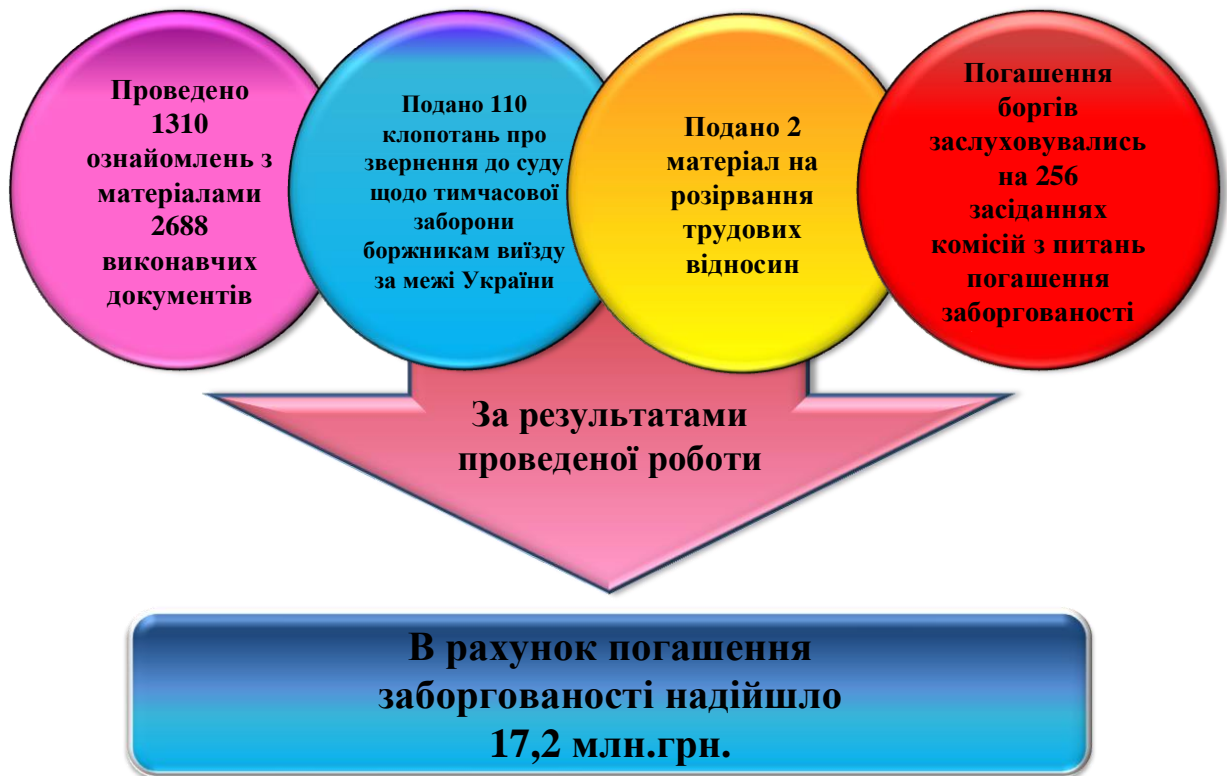 Проведено
1310
ознайомлень з
матеріалами
2688
виконавчих
документів
Подано 110
клопотань про
звернення до суду
щодо тимчасової
заборони
боржникам виїзду
за межі України
Подано 2
матеріал на
розірвання
трудових
відносин
Погашення
боргів
заслуховувались
на 256
засіданнях
комісій з питань
погашення
заборгованості
За результатами
проведеної роботи
В рахунок погашення
заборгованості надійшло
17,2 млн.грн.